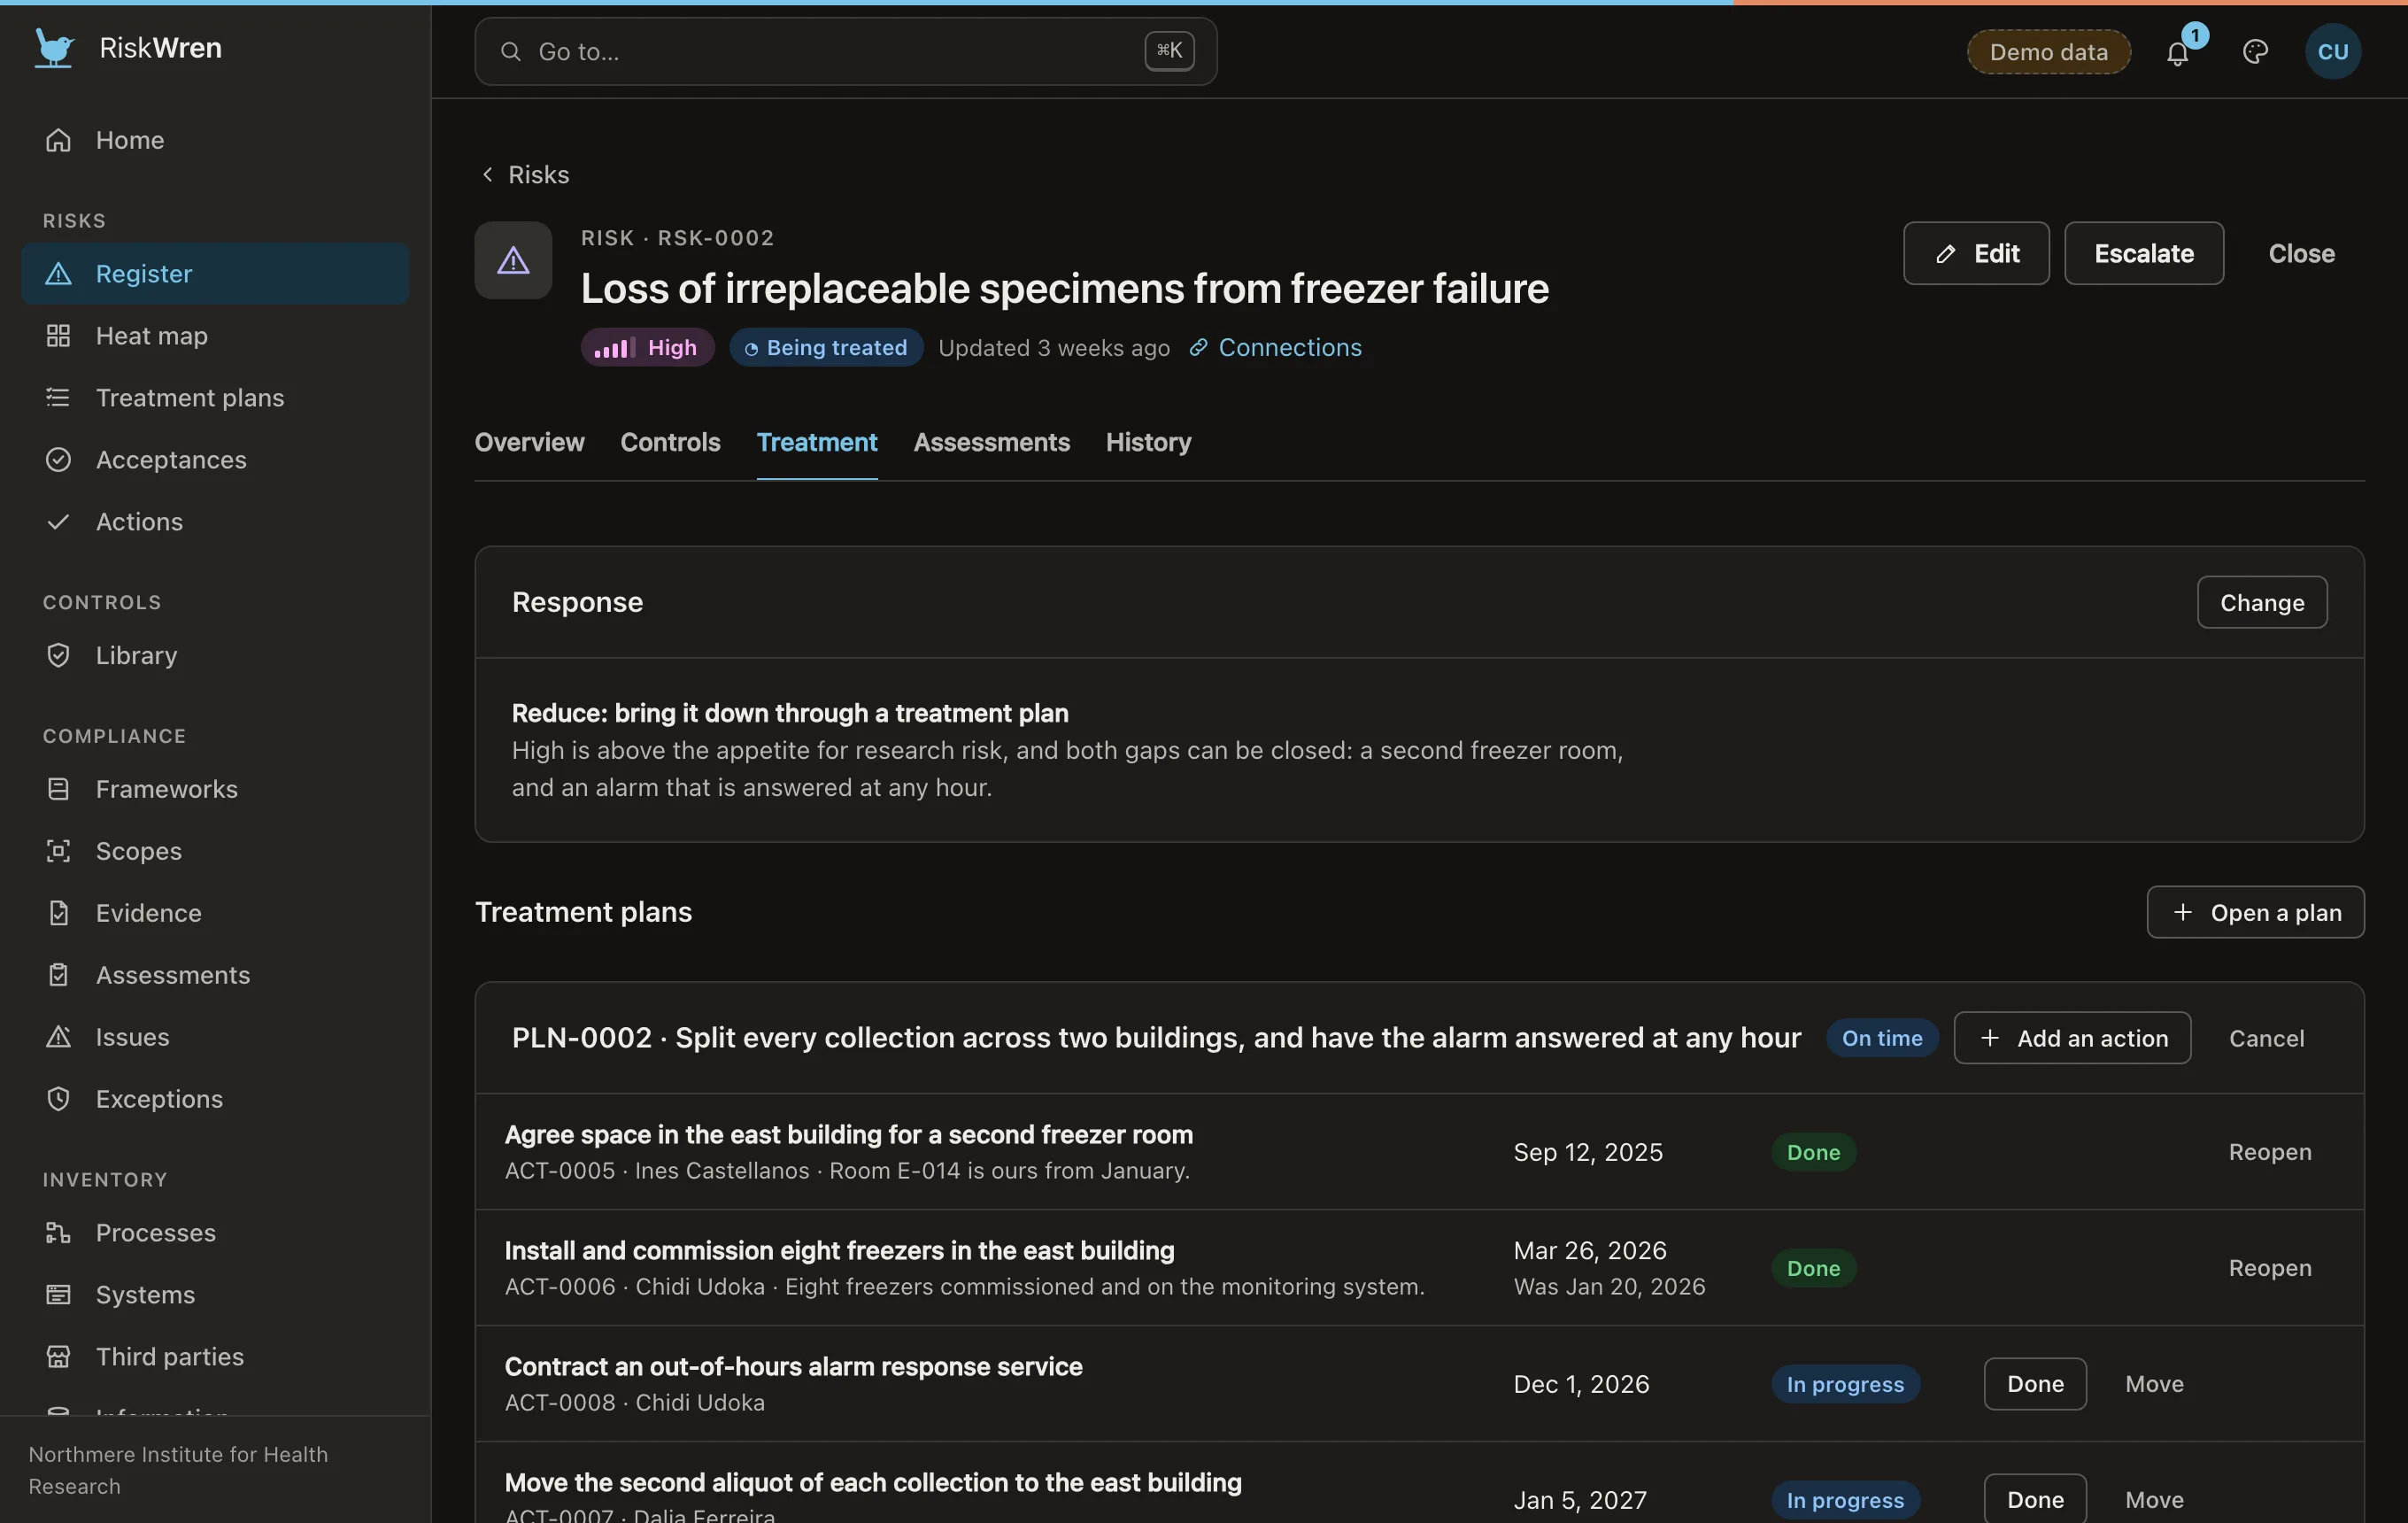 RiskWren
Go to...
⌘K
Demo data
1
CU
Home
RISKS
Register
Heat map
Treatment plans
Acceptances
Actions
CONTROLS
Library
COMPLIANCE
Frameworks
Scopes
Evidence
Assessments
Issues
Exceptions
INVENTORY
Processes
Systems
Third parties
Information
Northmere Institute for Health
Research
Risks
RISK · RSK-0002
Loss of irreplaceable specimens from freezer failure
Edit
Escalate
Close
High
Being treated
Updated 3 weeks ago
Connections
Overview
Controls
Treatment
Assessments
History
Response
Change
Reduce: bring it down through a treatment plan
High is above the appetite for research risk, and both gaps can be closed: a second freezer room,
and an alarm that is answered at any hour.
Treatment plans
Open a plan
PLN-0002 · Split every collection across two buildings, and have the alarm answered at any hour
On time
Add an action
Cancel
Agree space in the east building for a second freezer room
ACT-0005 · Ines Castellanos · Room E-014 is ours from January.
Sep 12, 2025
Done
Reopen
Install and commission eight freezers in the east building
ACT-0006 · Chidi Udoka · Eight freezers commissioned and on the monitoring system.
Mar 26, 2026
Was Jan 20, 2026
Done
Reopen
Contract an out-of-hours alarm response service
ACT-0008 · Chidi Udoka
Dec 1, 2026
In progress
Done
Move
Move the second aliquot of each collection to the east building
ACT-0007 · Dalia Ferreira
Jan 5, 2027
In progress
Done
Move